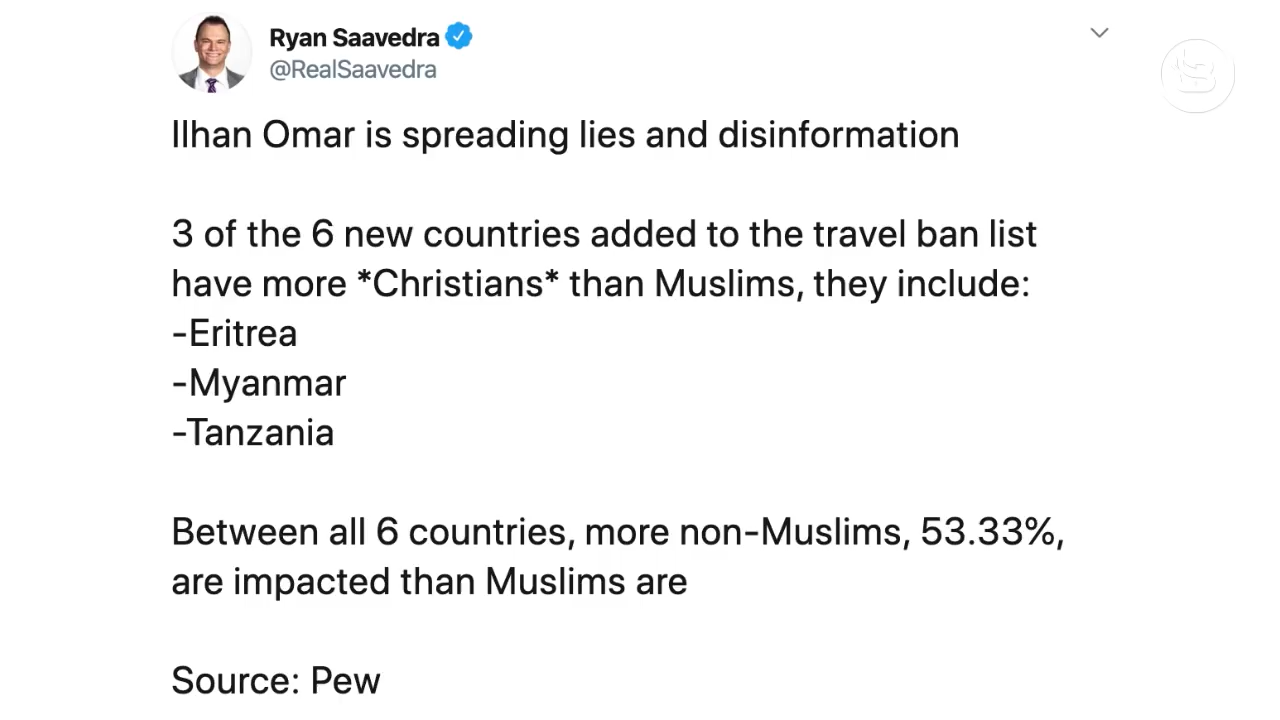 Ryan Saavedra
@RealSaavedra
Ilhan Omar is spreading lies and disinformation
3 of the 6 new countries added to the travel ban list
have more *Christians* than Muslims, they include:
-Eritrea
-Myanmar
-Tanzania
Between all 6 countries, more non-Muslims, 53.33%,
are impacted than Muslims are
Source: Pew